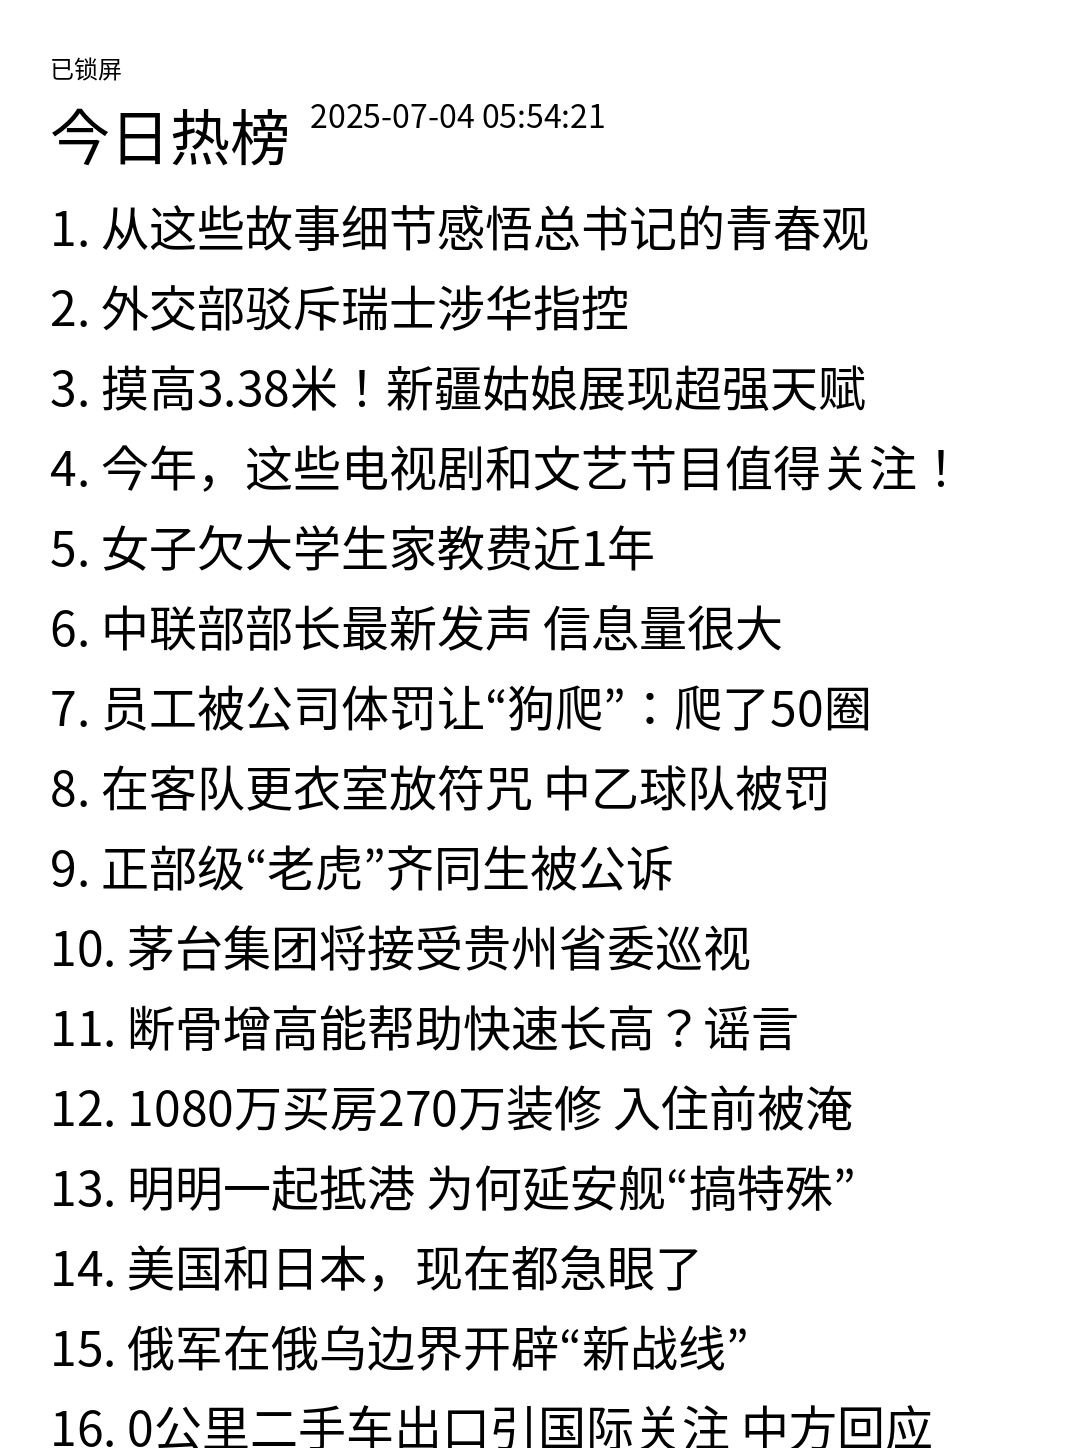 已锁屏
今日热榜 2025-07-04 05:54:21
1. 从这些故事细节感悟总书记的青春观
2. 外交部驳斥瑞士涉华指控
3. 摸高3.38米！新疆姑娘展现超强天赋
4. 今年，这些电视剧和文艺节目值得关注！
5. 女子欠大学生家教费近1年
6. 中联部部长最新发声 信息量很大
7. 员工被公司体罚让“狗爬”：爬了50圈
8. 在客队更衣室放符咒 中乙球队被罚
9. 正部级“老虎”齐同生被公诉
10. 茅台集团将接受贵州省委巡视
11. 断骨增高能帮助快速长高？谣言
12. 1080万买房270万装修 入住前被淹
13. 明明一起抵港 为何延安舰“搞特殊”
14. 美国和日本，现在都急眼了
15. 俄军在俄乌边界开辟“新战线”
16. 0公里二手车出口引国际关注 中方回应